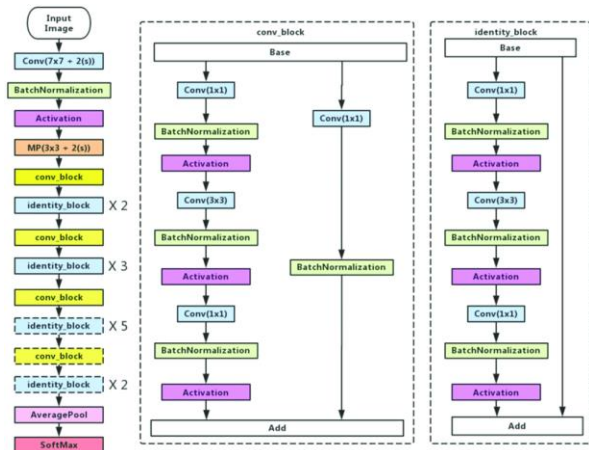 Input
Image
Conv(7x7 + 2(s))
BatchNormalization
Activation
MP(3x3 + 2(s))
conv_block
identity_block X 2
conv_block
identity_block X 3
conv_block
identity_block X 5
conv_block
identity_block X 2
AveragePool
SoftMax
conv_block
Base
Conv(1x1)
BatchNormalization
Activation
Conv(3x3)
BatchNormalization
Activation
Conv(1x1)
BatchNormalization
Activation
Conv(1x1)
BatchNormalization
Add
identity_block
Base
Conv(1x1)
BatchNormalization
Activation
Conv(3x3)
BatchNormalization
Activation
Conv(1x1)
BatchNormalization
Activation
Add